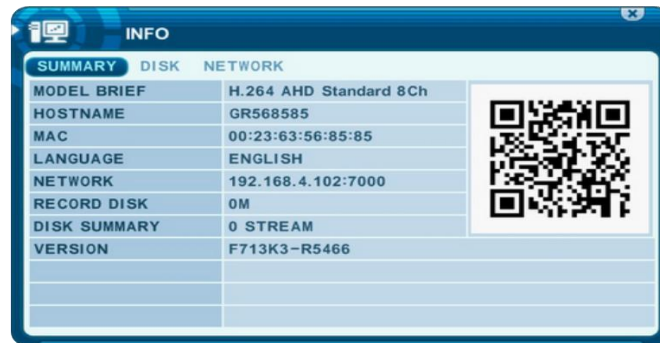 INFO
SUMMARY DISK NETWORK
MODEL BRIEF H.264 AHD Standard 8Ch
HOSTNAME GR568585
MAC 00:23:63:56:85:85
LANGUAGE ENGLISH
NETWORK 192.168.4.102:7000
RECORD DISK 0M
DISK SUMMARY 0 STREAM
VERSION F713K3-R5466